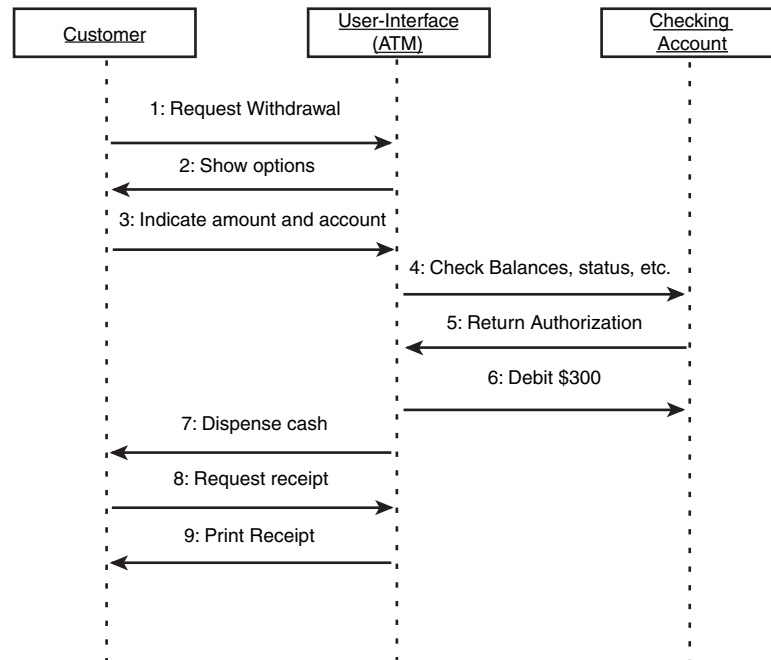 Customer
User-Interface
(ATM)
Checking
Account
1: Request Withdrawal
2: Show options
3: Indicate amount and account
4: Check Balances, status, etc.
5: Return Authorization
6: Debit $300
7: Dispense cash
8: Request receipt
9: Print Receipt